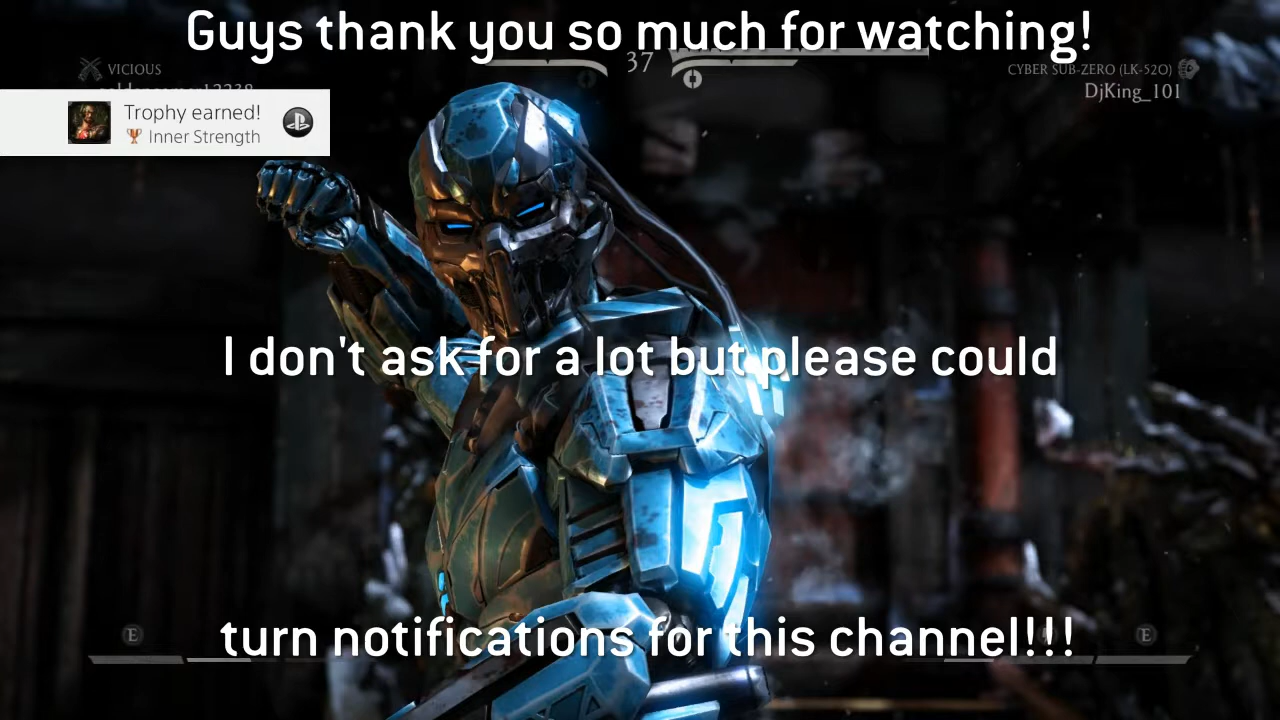 Guys thank you so much for watching!
37
VICIOUS
CYBER SUB-ZERO (LK-520)
DjKing_101
Trophy earned!
Inner Strength
I don't ask for a lot but please could
turn notifications for this channel!!!
E
E